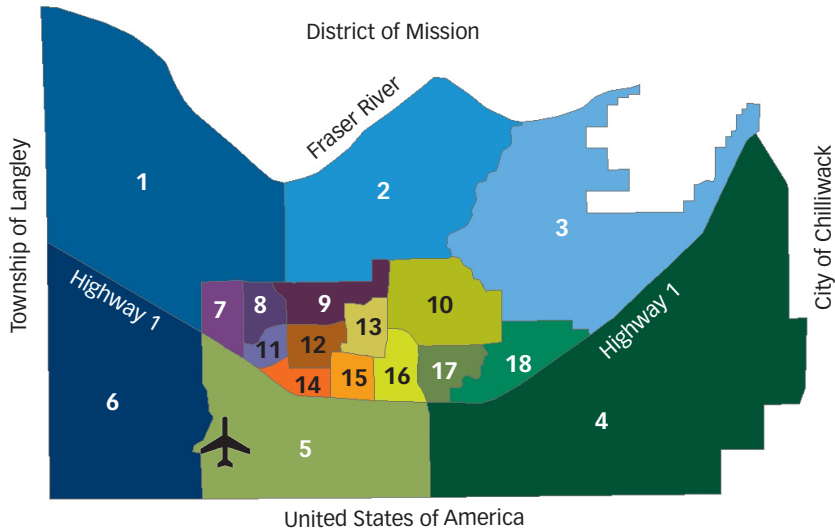 District of Mission
Fraser River
Township of Langley
City of Chilliwack
1
2
3
Highway 1
7
8
9
10
13
Highway 1
11
12
14
15
16
17
18
6
5
4
United States of America